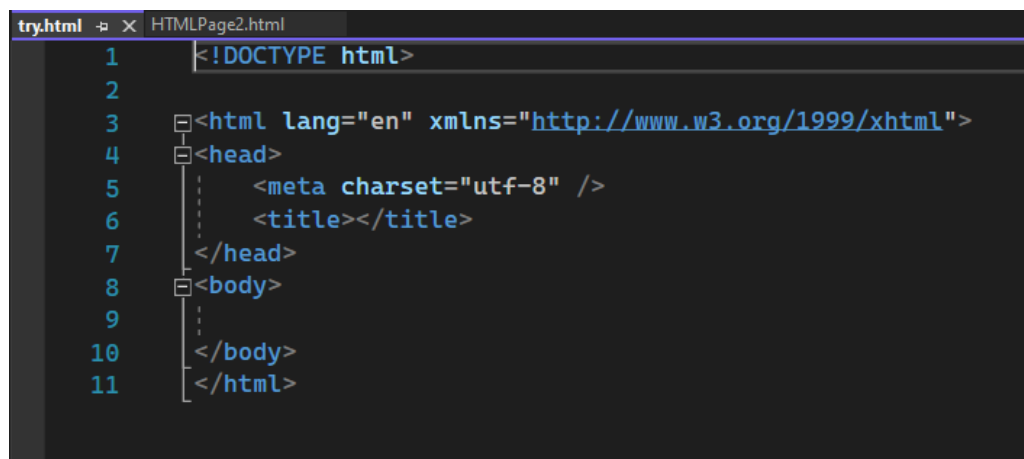 try.html HTMLPage2.html
1 <!DOCTYPE html>
2
3 <html lang="en" xmlns="http://www.w3.org/1999/xhtml">
4 <head>
5     <meta charset="utf-8" />
6     <title></title>
7 </head>
8 <body>
9
10 </body>
11 </html>